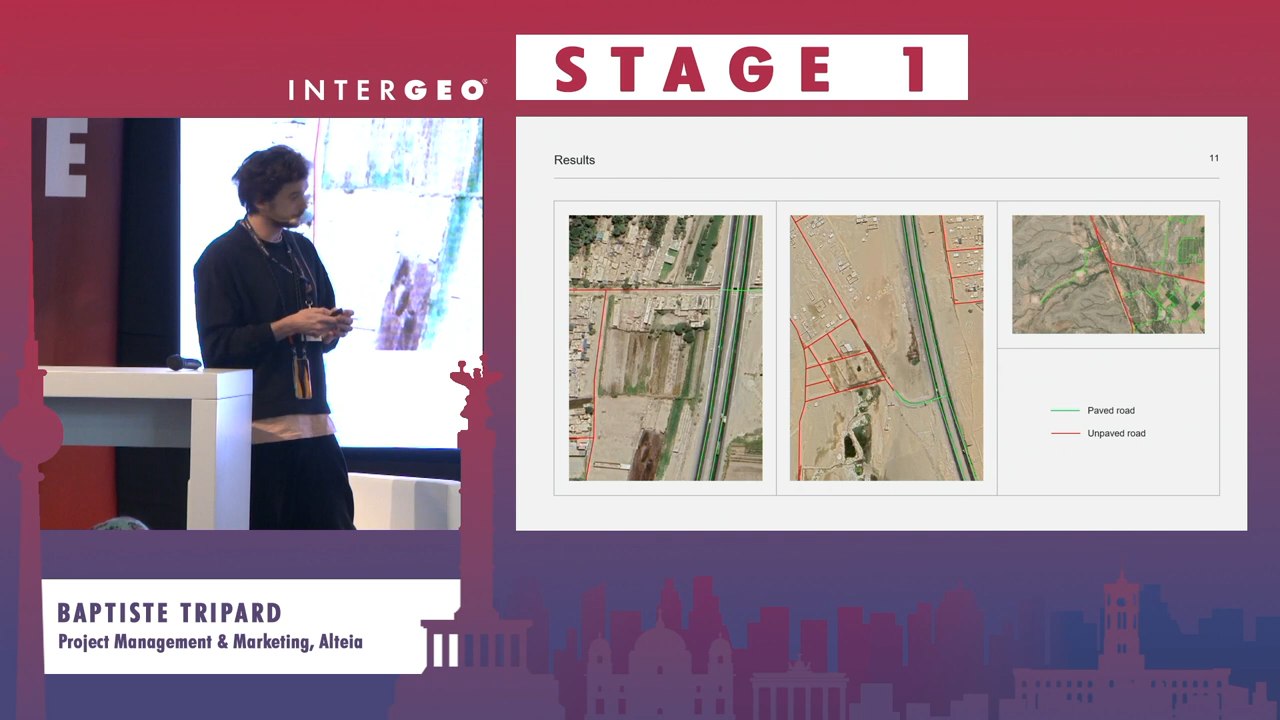 STAGE 1
INTERGEO®
E
Results
11
Paved road
Unpaved road
BAPTISTE TRIPARD
Project Management & Marketing, Alteia